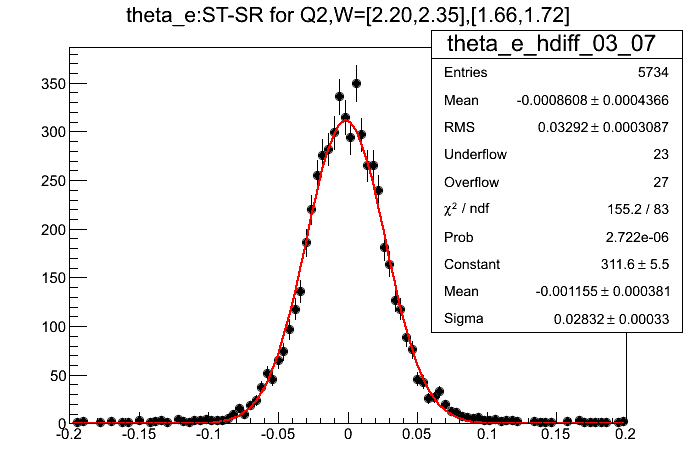 theta_e:ST-SR for Q2,W=[2.20,2.35],[1.66,1.72]
theta_e_hdiff_03_07
Entries 5734
Mean -0.0008608 ± 0.0004366
RMS 0.03292 ± 0.0003087
Underflow 23
Overflow 27
χ² / ndf 155.2 / 83
Prob 2.722e-06
Constant 311.6 ± 5.5
Mean -0.001155 ± 0.000381
Sigma 0.02832 ± 0.00033
350
300
250
200
150
100
50
0
-0.2 -0.15 -0.1 -0.05 0 0.05 0.1 0.15 0.2